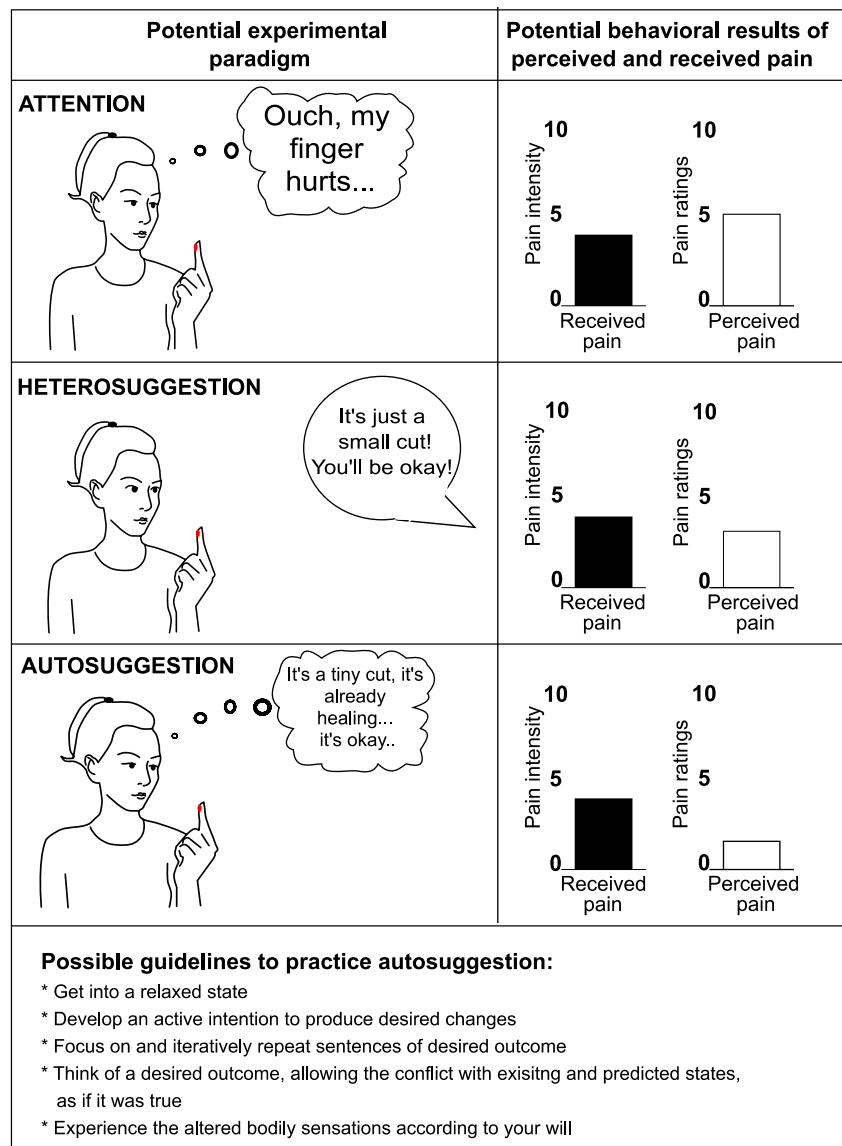 Potential experimental
paradigm
Potential behavioral results of
perceived and received pain
ATTENTION
Ouch, my
finger
hurts...
Pain intensity
10
5
0
Received
pain
Pain ratings
10
5
0
Perceived
pain
HETEROSUGGESTION
It's just a
small cut!
You'll be okay!
Pain intensity
10
5
0
Received
pain
Pain ratings
10
5
0
Perceived
pain
AUTOSUGGESTION
It's a tiny cut, it's
already
healing...
it's okay..
Pain intensity
10
5
0
Received
pain
Pain ratings
10
5
0
Perceived
pain
Possible guidelines to practice autosuggestion:
* Get into a relaxed state
* Develop an active intention to produce desired changes
* Focus on and iteratively repeat sentences of desired outcome
* Think of a desired outcome, allowing the conflict with exisitng and predicted states,
as if it was true
* Experience the altered bodily sensations according to your will